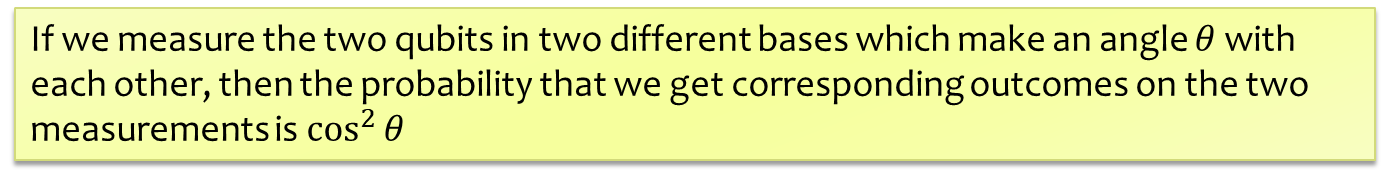 If we measure the two qubits in two different bases which make an angle 𝜃 with
each other, then the probability that we get corresponding outcomes on the two
measurements is cos² 𝜃